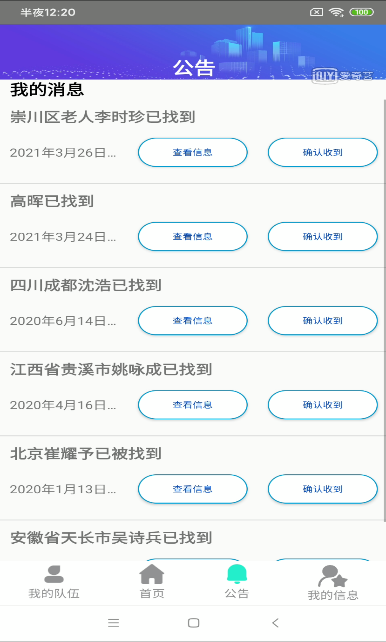 半夜12:20
100
公告
爱奇艺
我的消息
崇川区老人李时珍已找到
2021年3月26日...
查看信息
确认收到
高晖已找到
2021年3月24日...
查看信息
确认收到
四川成都沈浩已找到
2020年6月14日...
查看信息
确认收到
江西省贵溪市姚咏成已找到
2020年4月16日...
查看信息
确认收到
北京崔耀予已被找到
2020年1月13日...
查看信息
确认收到
安徽省天长市吴诗兵已找到
我的队伍
首页
公告
我的信息